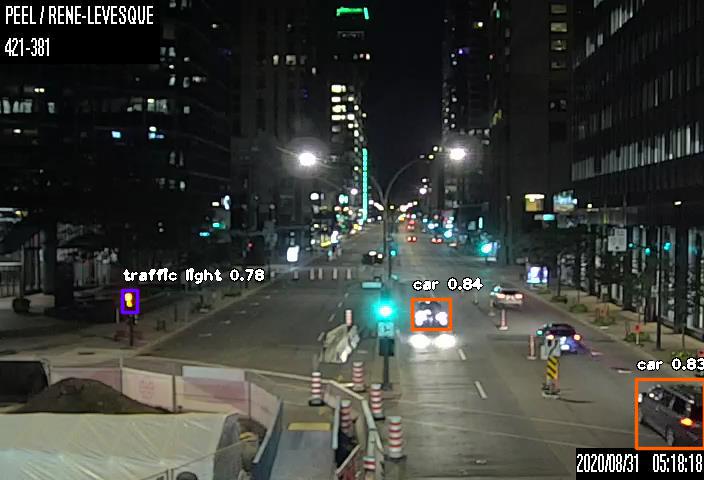 PEEL / RENE-LEVESQUE
421-381
traffic light 0.78
car 0.84
car 0.83
2020/08/31 05:18:18